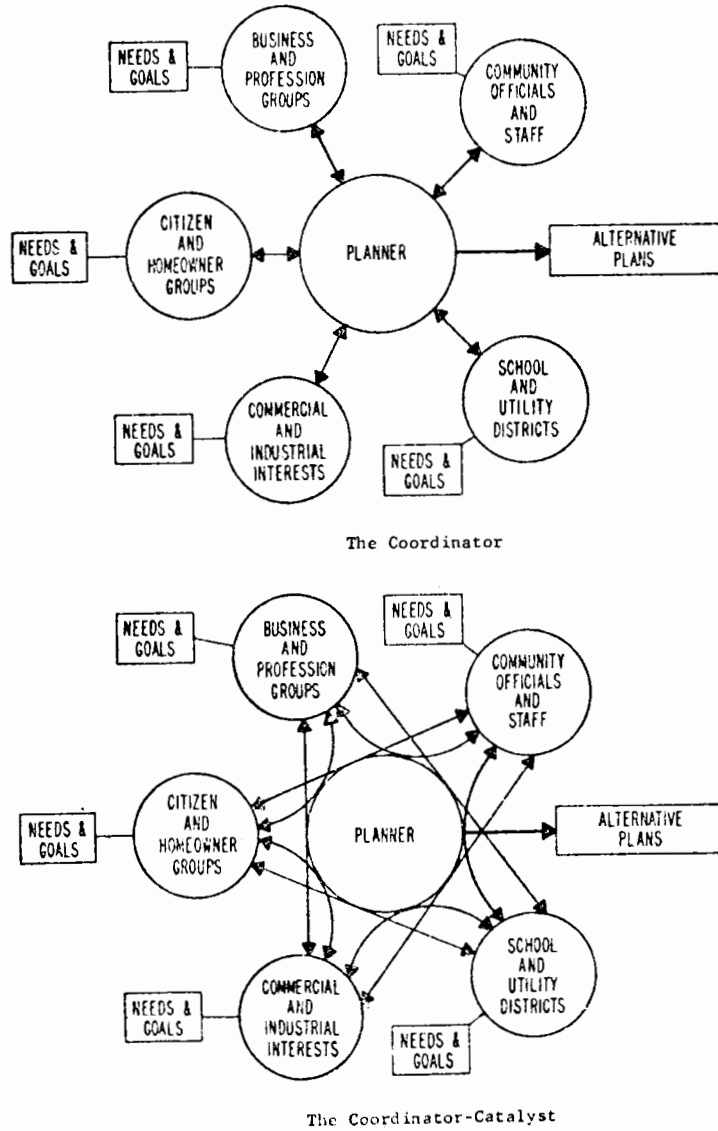 NEEDS &
GOALS
BUSINESS
AND
PROFESSION
GROUPS
NEEDS &
GOALS
COMMUNITY
OFFICIALS
AND
STAFF
NEEDS &
GOALS
CITIZEN
AND
HOMEOWNER
GROUPS
PLANNER
ALTERNATIVE
PLANS
NEEDS &
GOALS
COMMERCIAL
AND
INDUSTRIAL
INTERESTS
SCHOOL
AND
UTILITY
DISTRICTS
NEEDS &
GOALS
The Coordinator
NEEDS &
GOALS
BUSINESS
AND
PROFESSION
GROUPS
NEEDS &
GOALS
COMMUNITY
OFFICIALS
AND
STAFF
NEEDS &
GOALS
CITIZEN
AND
HOMEOWNER
GROUPS
PLANNER
ALTERNATIVE
PLANS
NEEDS &
GOALS
COMMERCIAL
AND
INDUSTRIAL
INTERESTS
SCHOOL
AND
UTILITY
DISTRICTS
NEEDS &
GOALS
The Coordinator-Catalyst